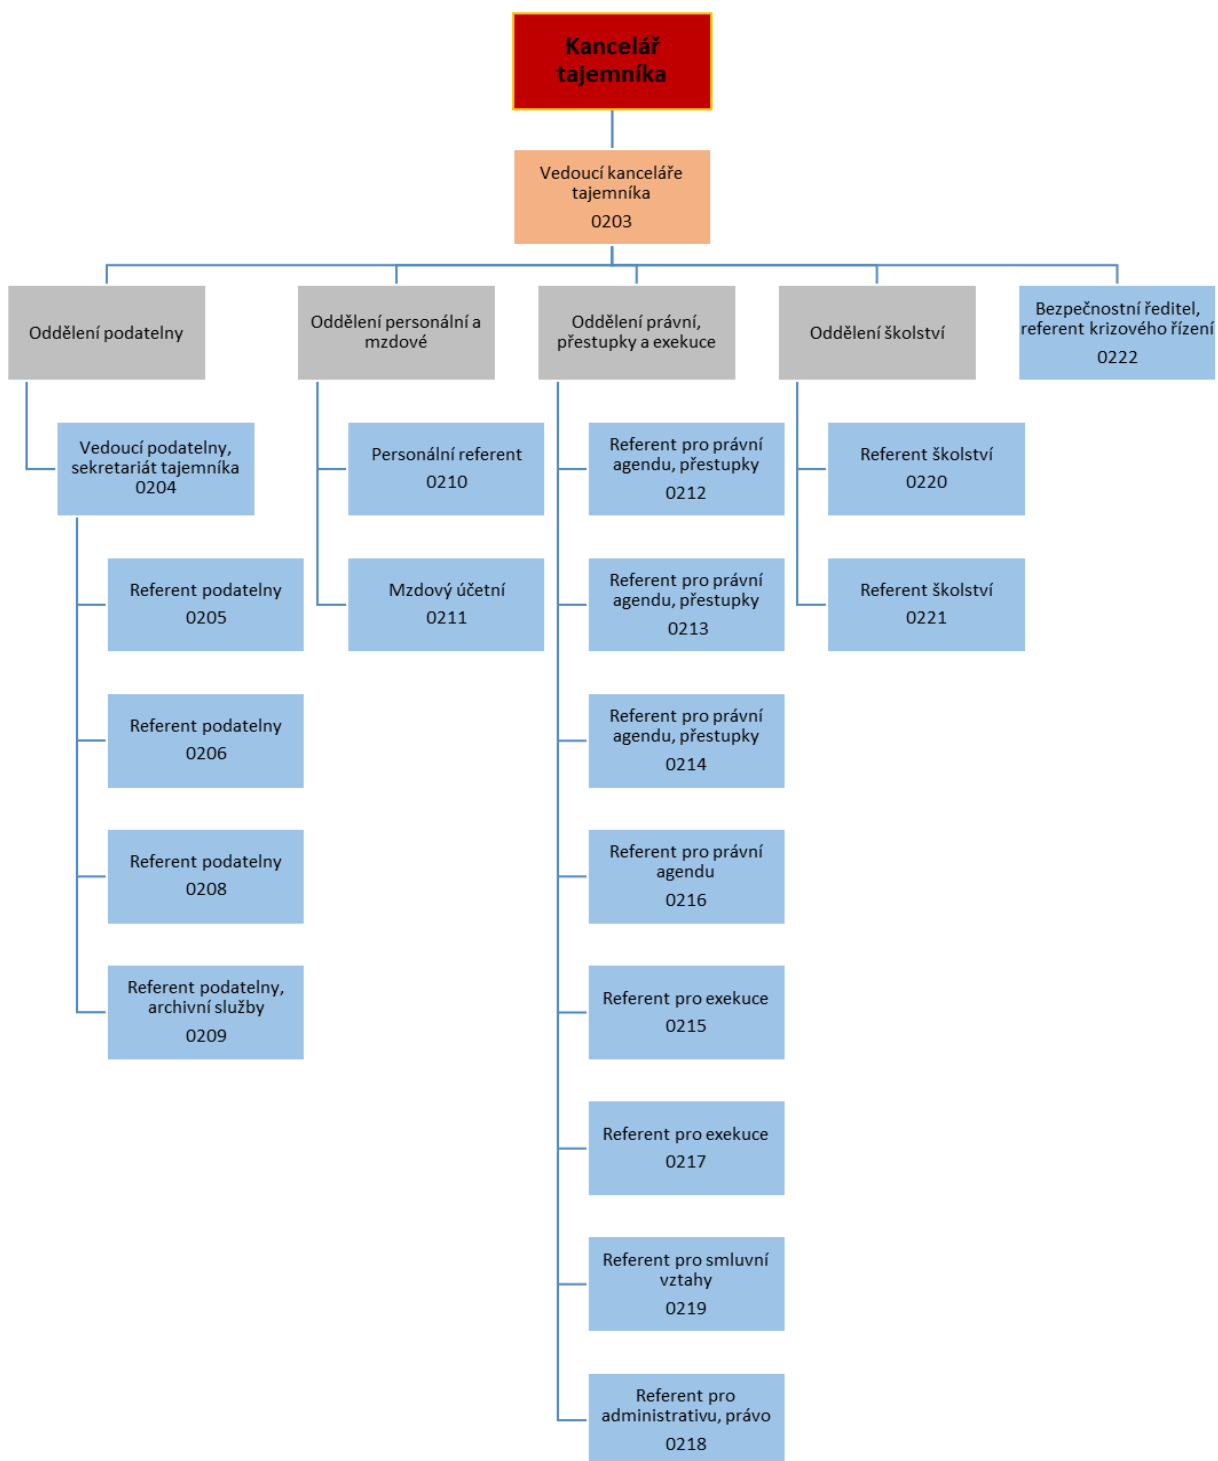 Kancelář
tajemníka
Vedoucí kanceláře
tajemníka
0203
Oddělení podatelny
Oddělení personální a
mzdové
Oddělení právní,
přestupky a exekuce
Oddělení školství
Bezpečnostní ředitel,
referent krizového řízení
0222
Vedoucí podatelny,
sekretariát tajemníka
0204
Referent podatelny
0205
Referent podatelny
0206
Referent podatelny
0208
Referent podatelny,
archivní služby
0209
Personální referent
0210
Mzdový účetní
0211
Referent pro právní
agendu, přestupky
0212
Referent pro právní
agendu, přestupky
0213
Referent pro právní
agendu, přestupky
0214
Referent pro právní
agendu
0216
Referent pro exekuce
0215
Referent pro exekuce
0217
Referent pro smluvní
vztahy
0219
Referent pro
administrativu, právo
0218
Referent školství
0220
Referent školství
0221